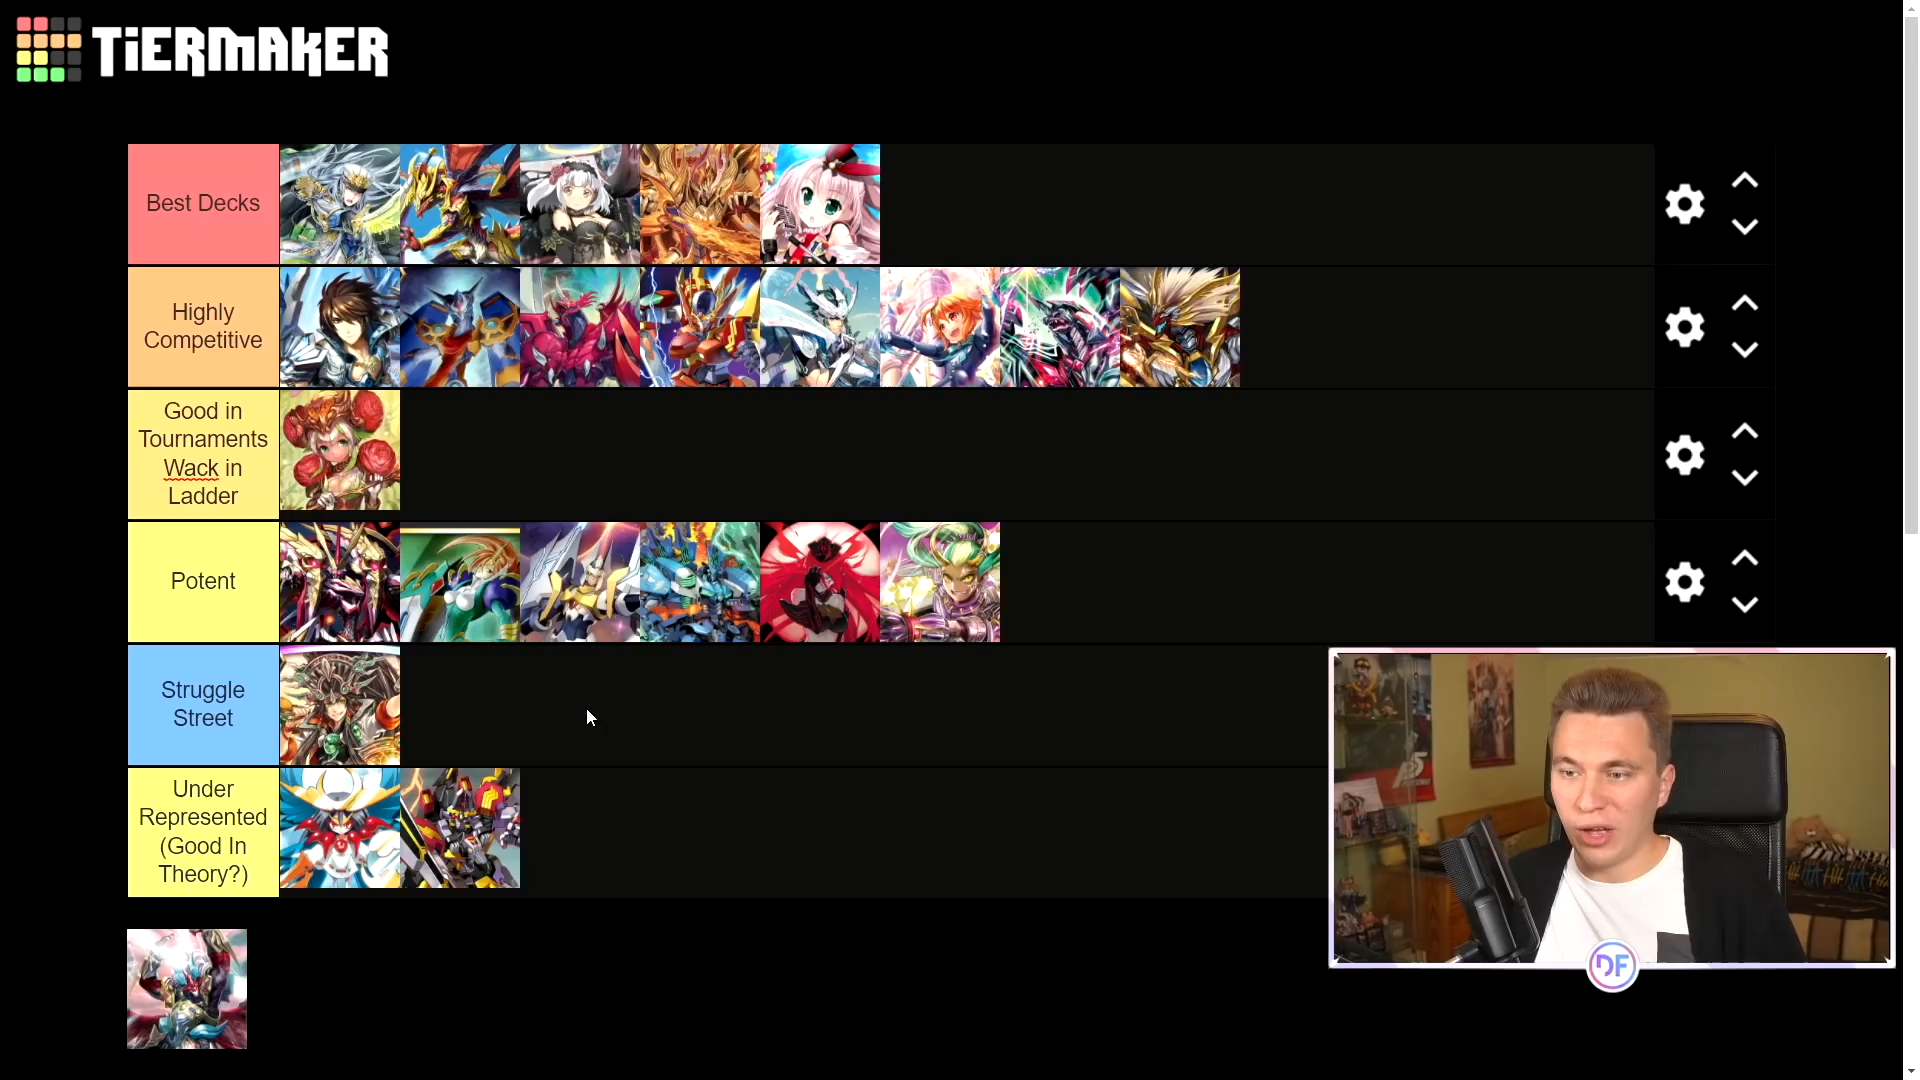 TiERMAKER
Best Decks
Highly
Competitive
Good in
Tournaments
Wack in
Ladder
Potent
Struggle
Street
Under
Represented
(Good In
Theory?)
DF